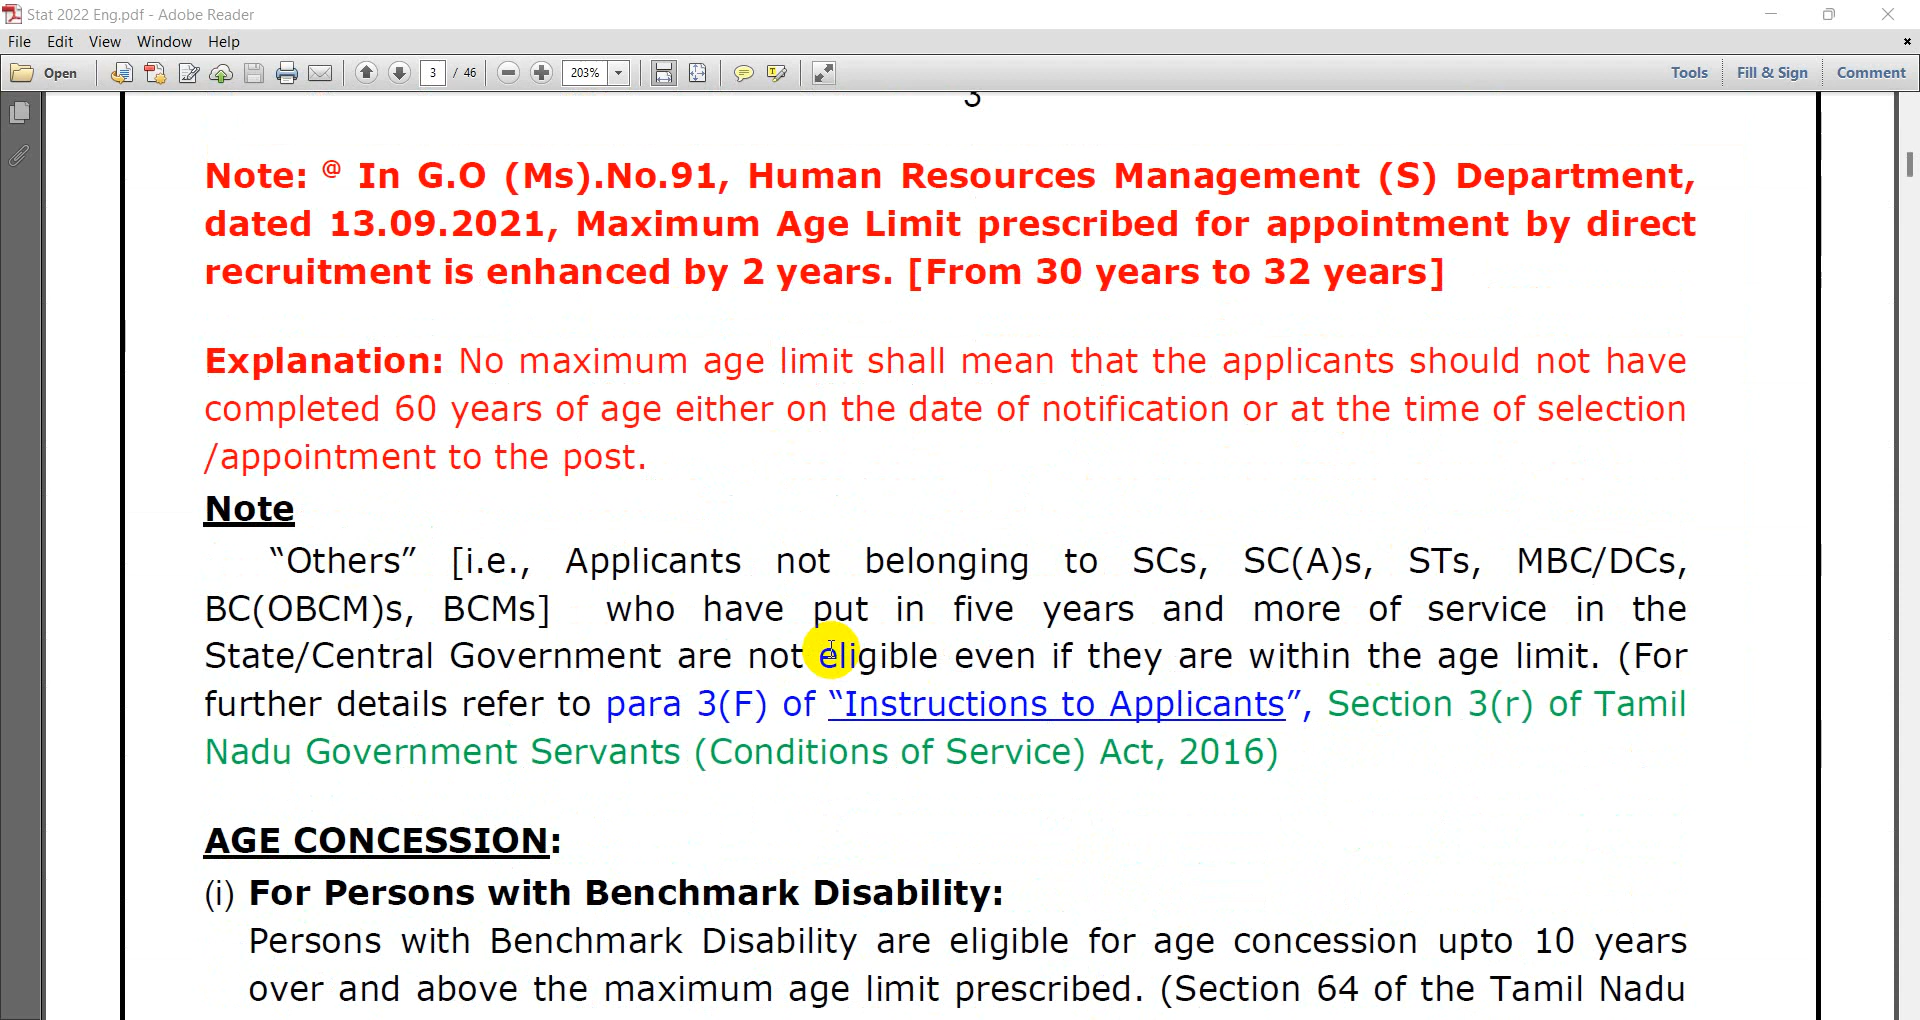 Stat 2022 Eng.pdf - Adobe Reader
File Edit View Window Help
Open 3 / 46 203% Tools Fill & Sign Comment
3
Note: @ In G.O (Ms).No.91, Human Resources Management (S) Department,
dated 13.09.2021, Maximum Age Limit prescribed for appointment by direct
recruitment is enhanced by 2 years. [From 30 years to 32 years]
Explanation: No maximum age limit shall mean that the applicants should not have
completed 60 years of age either on the date of notification or at the time of selection
/appointment to the post.
Note
“Others” [i.e., Applicants not belonging to SCs, SC(A)s, STs, MBC/DCs,
BC(OBCM)s, BCMs] who have put in five years and more of service in the
State/Central Government are not eligible even if they are within the age limit. (For
further details refer to para 3(F) of “Instructions to Applicants”, Section 3(r) of Tamil
Nadu Government Servants (Conditions of Service) Act, 2016)
AGE CONCESSION:
(i) For Persons with Benchmark Disability:
Persons with Benchmark Disability are eligible for age concession upto 10 years
over and above the maximum age limit prescribed. (Section 64 of the Tamil Nadu